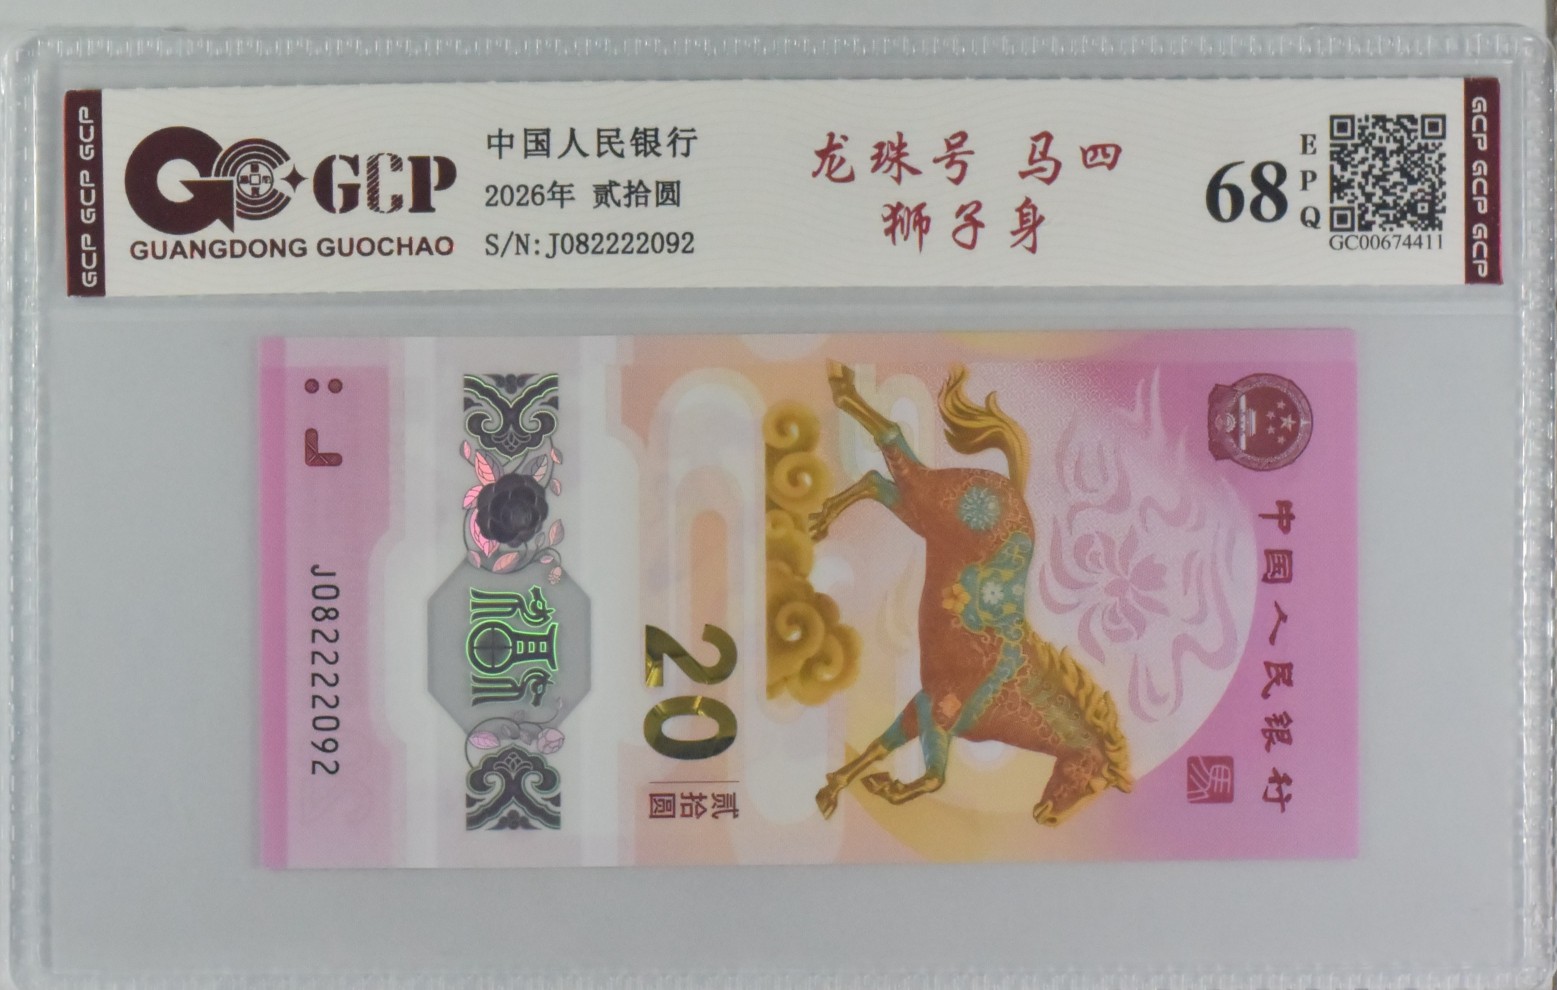 GCP GCP GCP
GCP
GUANGDONG GUOCHAO
中国人民银行
2026年 贰拾圆
S/N:J082222092
龙珠号 马四
狮子身
68
EPQ
GC00674411
GCP GCP GCP
中国人民银行
20
贰拾圆
J082222092